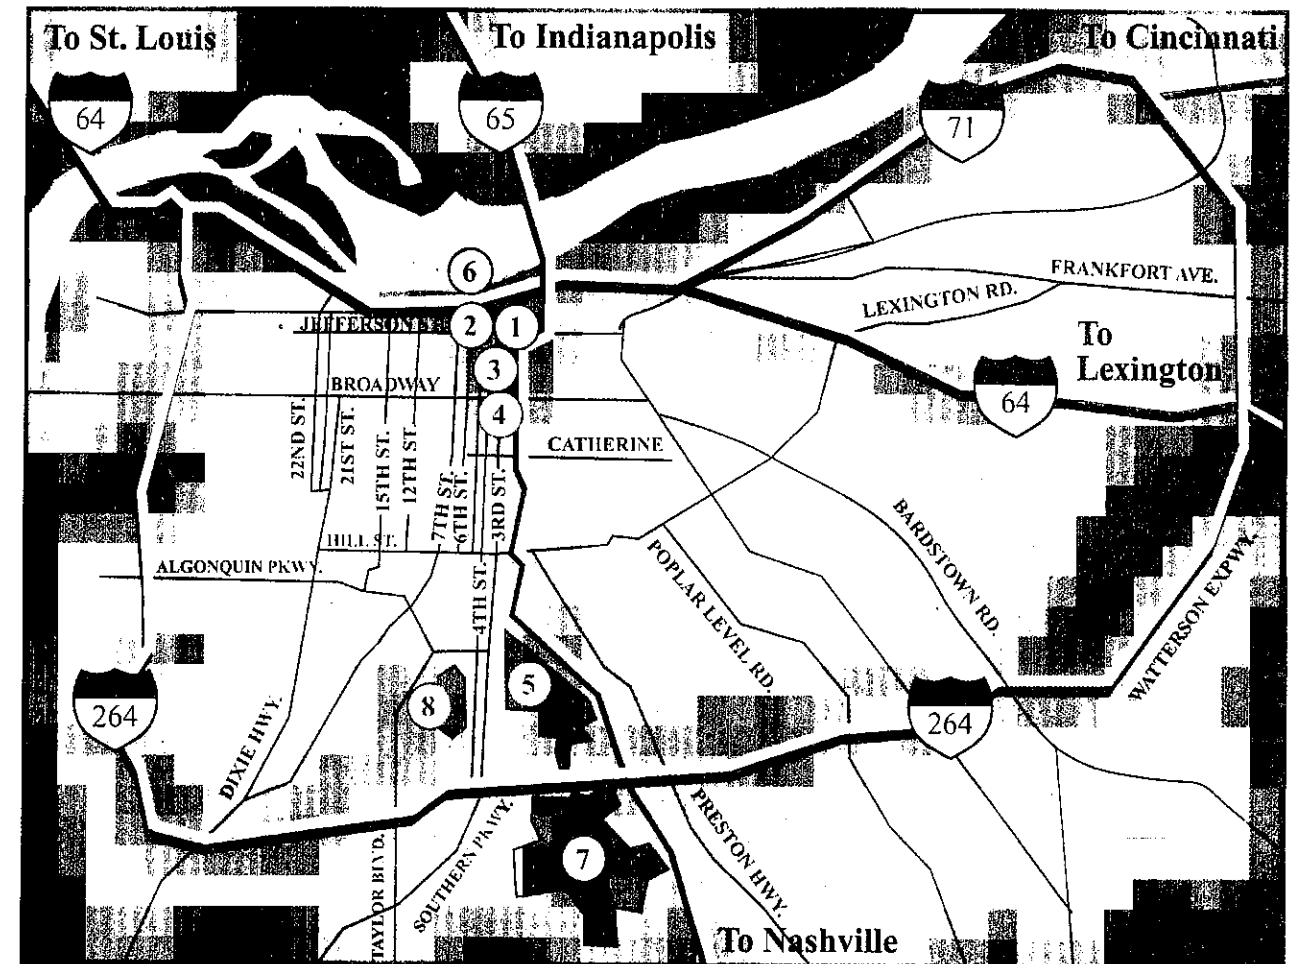 To St. Louis
To Indianapolis
To Cincinnati
64
65
71
6
FRANKFORT AVE.
LEXINGTON RD.
JEFFERSON
2
1
To
Lexington
3
BROADWAY
64
4
22ND ST.
21ST ST.
15TH ST.
12TH ST.
7TH ST.
6TH ST.
3RD ST.
CATHERINE
BARDSTOWN RD.
HILL ST.
ALGONQUIN PKWY.
4TH ST.
POPLAR LEVEL RD.
WATTERSON EXPWY.
264
8
5
264
DIXIE HWY.
TAYLOR BLVD.
SOUTHERN PKWY.
7
PRESTON HWY.
To Nashville